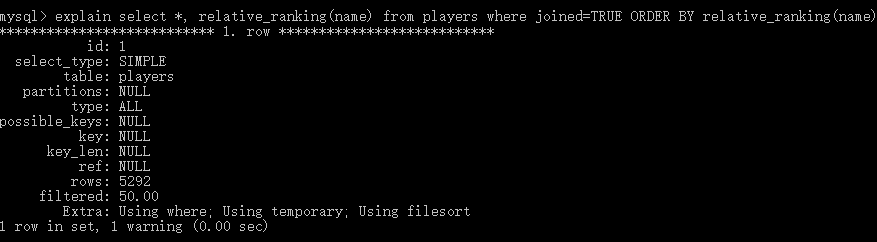 mysql> explain select *, relative_ranking(name) from players where joined=TRUE ORDER BY relative_ranking(name)
*************************** 1. row ***************************
id: 1
select_type: SIMPLE
table: players
partitions: NULL
type: ALL
possible_keys: NULL
key: NULL
key_len: NULL
ref: NULL
rows: 5292
filtered: 50.00
Extra: Using where; Using temporary; Using filesort
1 row in set, 1 warning (0.00 sec)